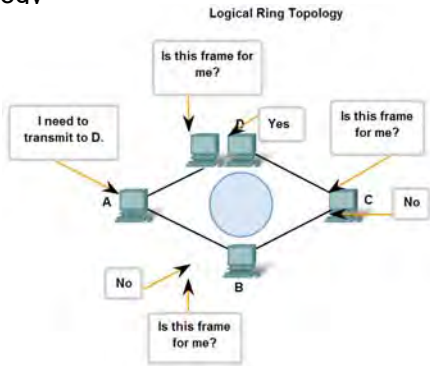 Logical Ring Topology
Is this frame for
me?
I need to
transmit to D.
D
Yes
Is this frame
for me?
A
C
No
B
No
Is this frame
for me?